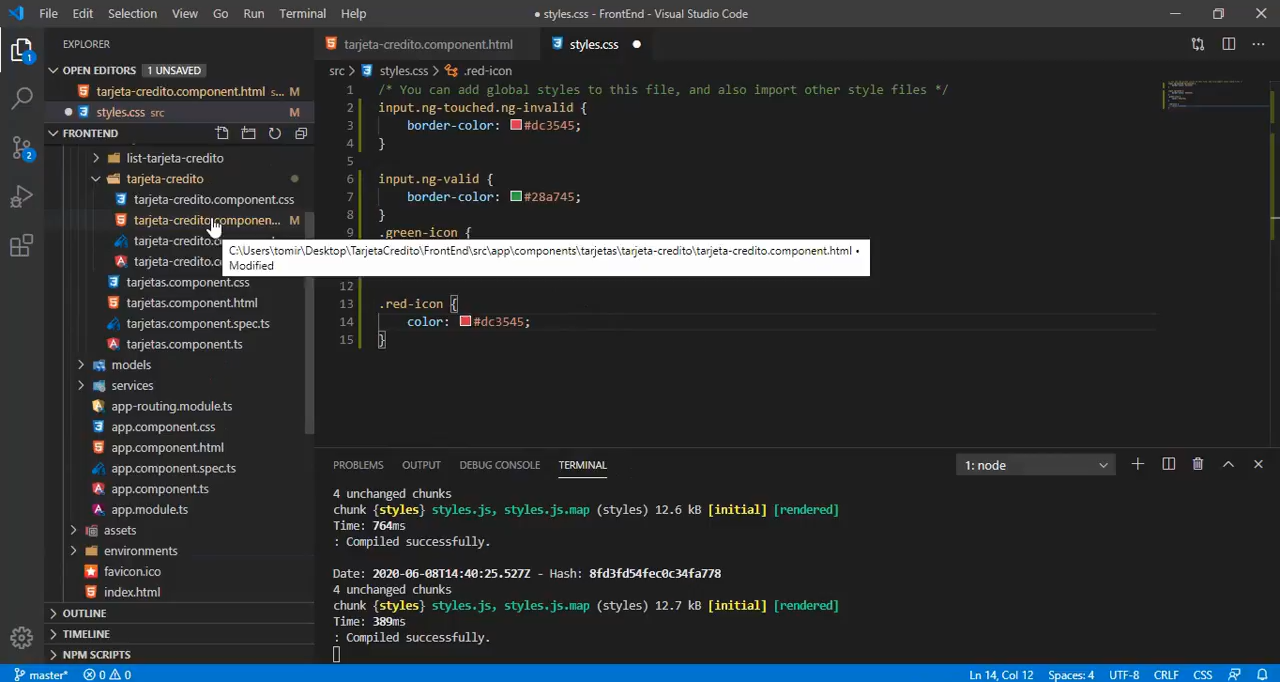 File Edit Selection View Go Run Terminal Help
● styles.css - FrontEnd - Visual Studio Code
EXPLORER
OPEN EDITORS 1 UNSAVED
tarjeta-credito.component.html s... M
styles.css src M
FRONTEND
list-tarjeta-credito
tarjeta-credito
tarjeta-credito.component.css
tarjeta-credito.componen... M
tarjeta-credito.c
tarjeta-credito.c
tarjetas.component.css
tarjetas.component.html
tarjetas.component.spec.ts
tarjetas.component.ts
models
services
app-routing.module.ts
app.component.css
app.component.html
app.component.spec.ts
app.component.ts
app.module.ts
assets
environments
favicon.ico
index.html
OUTLINE
TIMELINE
NPM SCRIPTS
1
2
tarjeta-credito.component.html
styles.css
src > styles.css > .red-icon
1 /* You can add global styles to this file, and also import other style files */
2 input.ng-touched.ng-invalid {
3 border-color: #dc3545;
4 }
5
6 input.ng-valid {
7 border-color: #28a745;
8 }
9 .green-icon {
C:\Users\tomir\Desktop\TarjetaCredito\FrontEnd\src\app\components\tarjetas\tarjeta-credito\tarjeta-credito.component.html •
Modified
12
13 .red-icon {
14 color: #dc3545;
15 }
PROBLEMS OUTPUT DEBUG CONSOLE TERMINAL
1: node
4 unchanged chunks
chunk {styles} styles.js, styles.js.map (styles) 12.6 kB [initial] [rendered]
Time: 764ms
: Compiled successfully.
Date: 2020-06-08T14:40:25.527Z - Hash: 8fd3fd54fec0c34fa778
4 unchanged chunks
chunk {styles} styles.js, styles.js.map (styles) 12.7 kB [initial] [rendered]
Time: 389ms
: Compiled successfully.
master* 0 0
Ln 14, Col 12 Spaces: 4 UTF-8 CRLF CSS